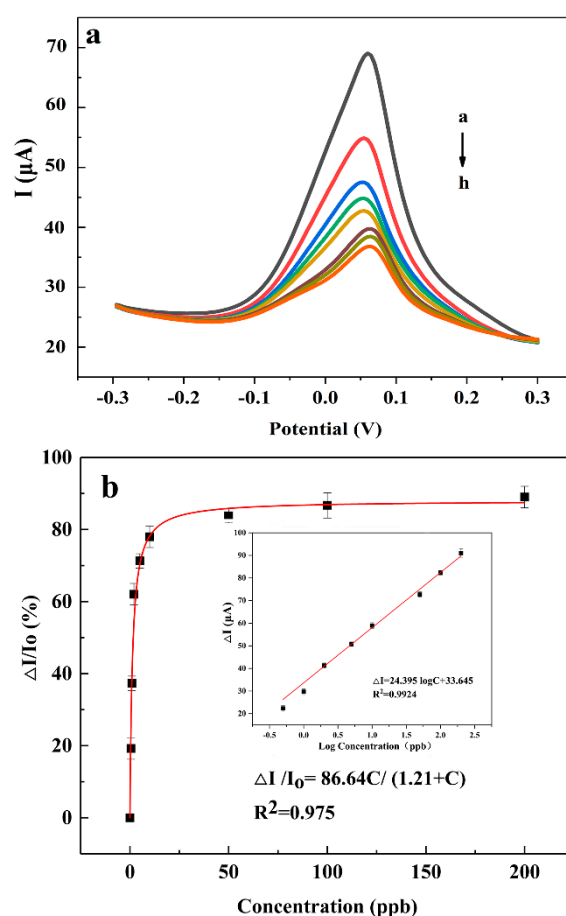 a
70
60
50
40
30
20
I (μA)
a
h
-0.3 -0.2 -0.1 0.0 0.1 0.2 0.3
Potential (V)
b
100
80
60
40
20
0
ΔI/Io (%)
100
90
80
70
60
50
40
30
20
10
△I (μA)
△I=24.395 logC+33.645
R²=0.9924
-0.5 0.0 0.5 1.0 1.5 2.0 2.5
Log Concentration (ppb)
△I /Io= 86.64C/ (1.21+C)
R²=0.975
0 50 100 150 200
Concentration (ppb)